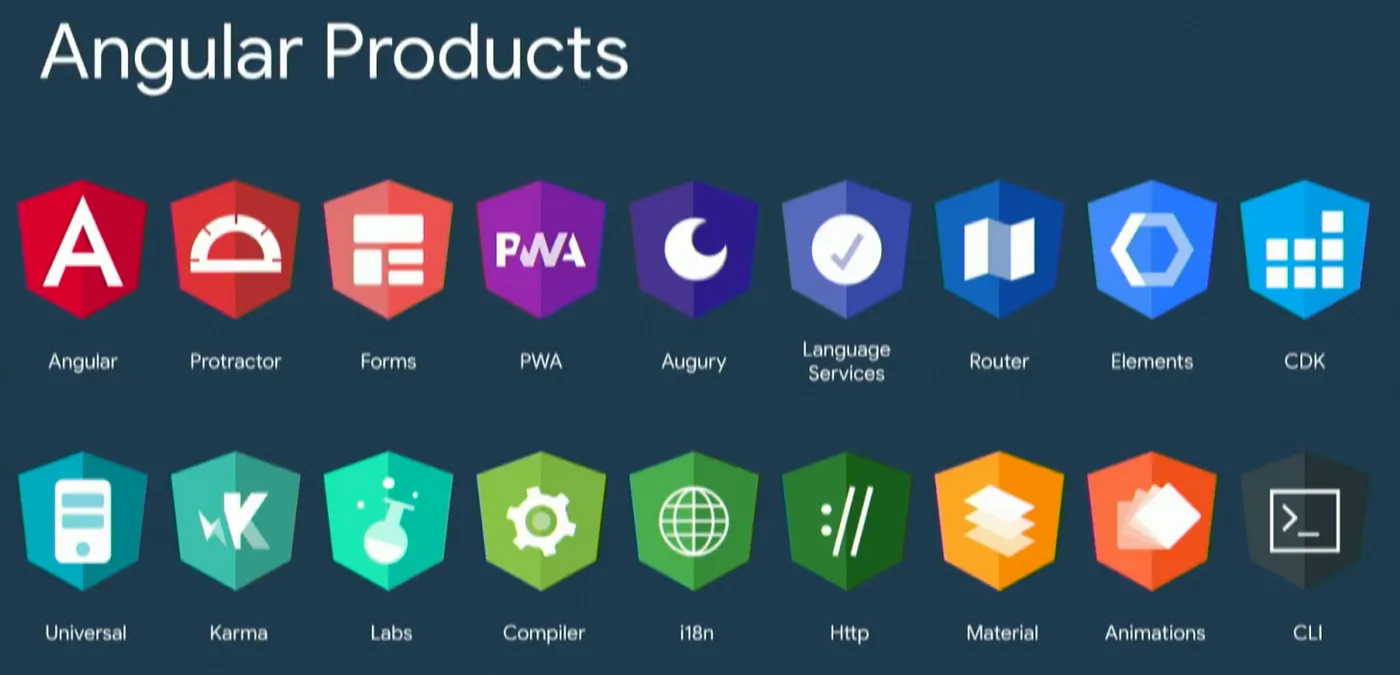 Angular Products
A
PWA
Angular
Protractor
Forms
PWA
Augury
Language
Services
Router
Elements
CDK
K
://
>_
Universal
Karma
Labs
Compiler
i18n
Http
Material
Animations
CLI